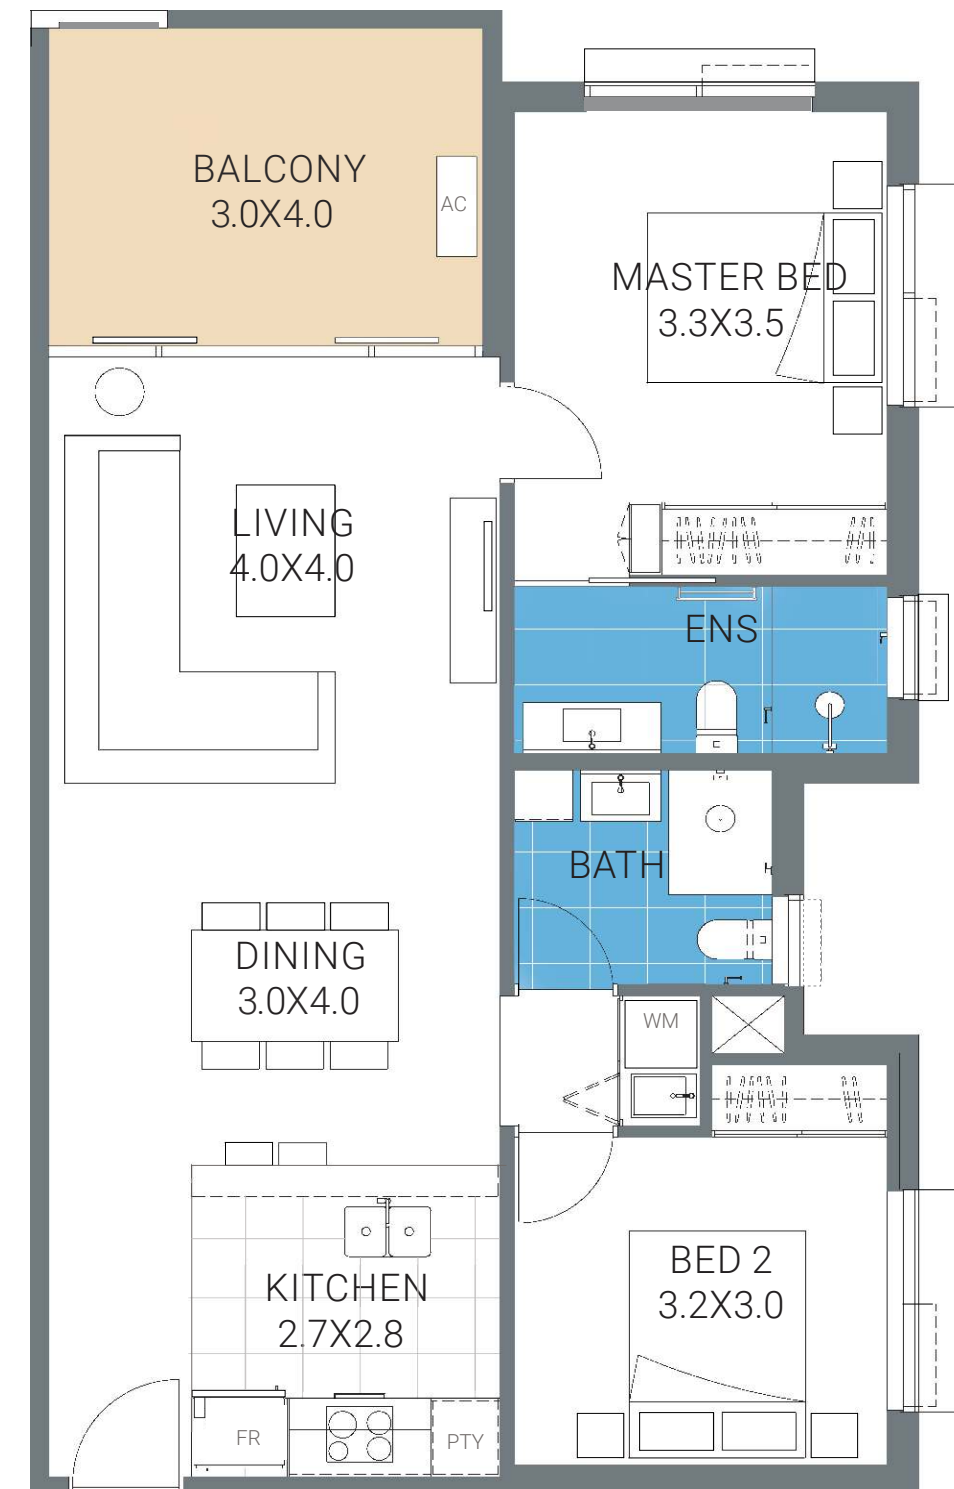 BALCONY
3.0X4.0
AC
MASTER BED
3.3X3.5
LIVING
4.0X4.0
ENS
BATH
DINING
3.0X4.0
WM
KITCHEN
2.7X2.8
BED 2
3.2X3.0
FR
PTY